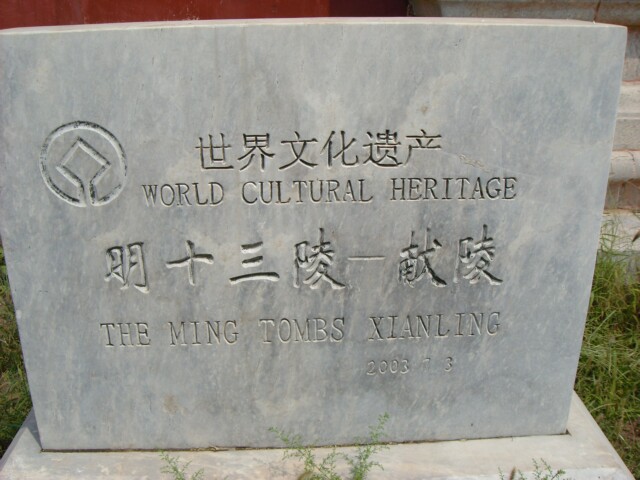 世界文化遗产
WORLD CULTURAL HERITAGE
明十三陵—献陵
THE MING TOMBS XIANLING
2003 7 3